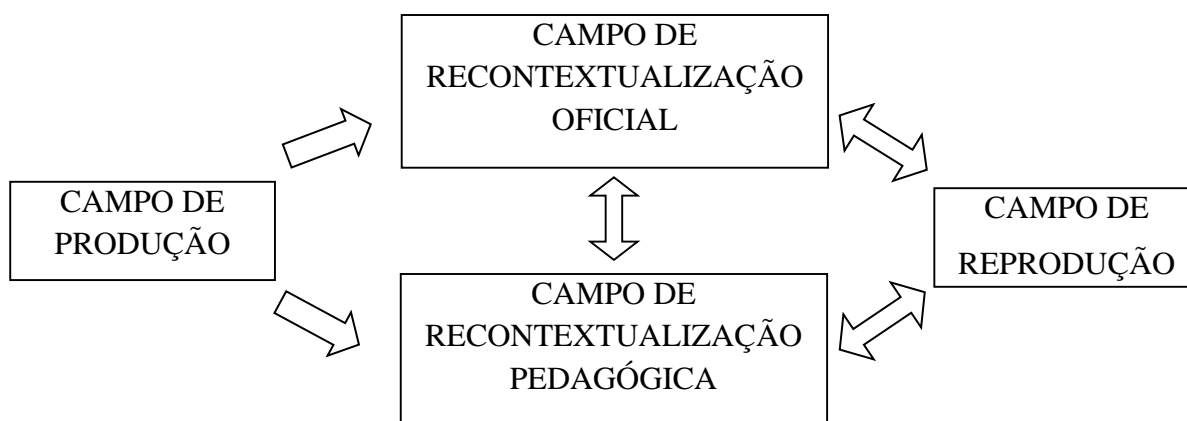 CAMPO DE
RECONTEXTUALIZAÇÃO
OFICIAL
CAMPO DE
PRODUÇÃO
CAMPO DE
REPRODUÇÃO
CAMPO DE
RECONTEXTUALIZAÇÃO
PEDAGÓGICA